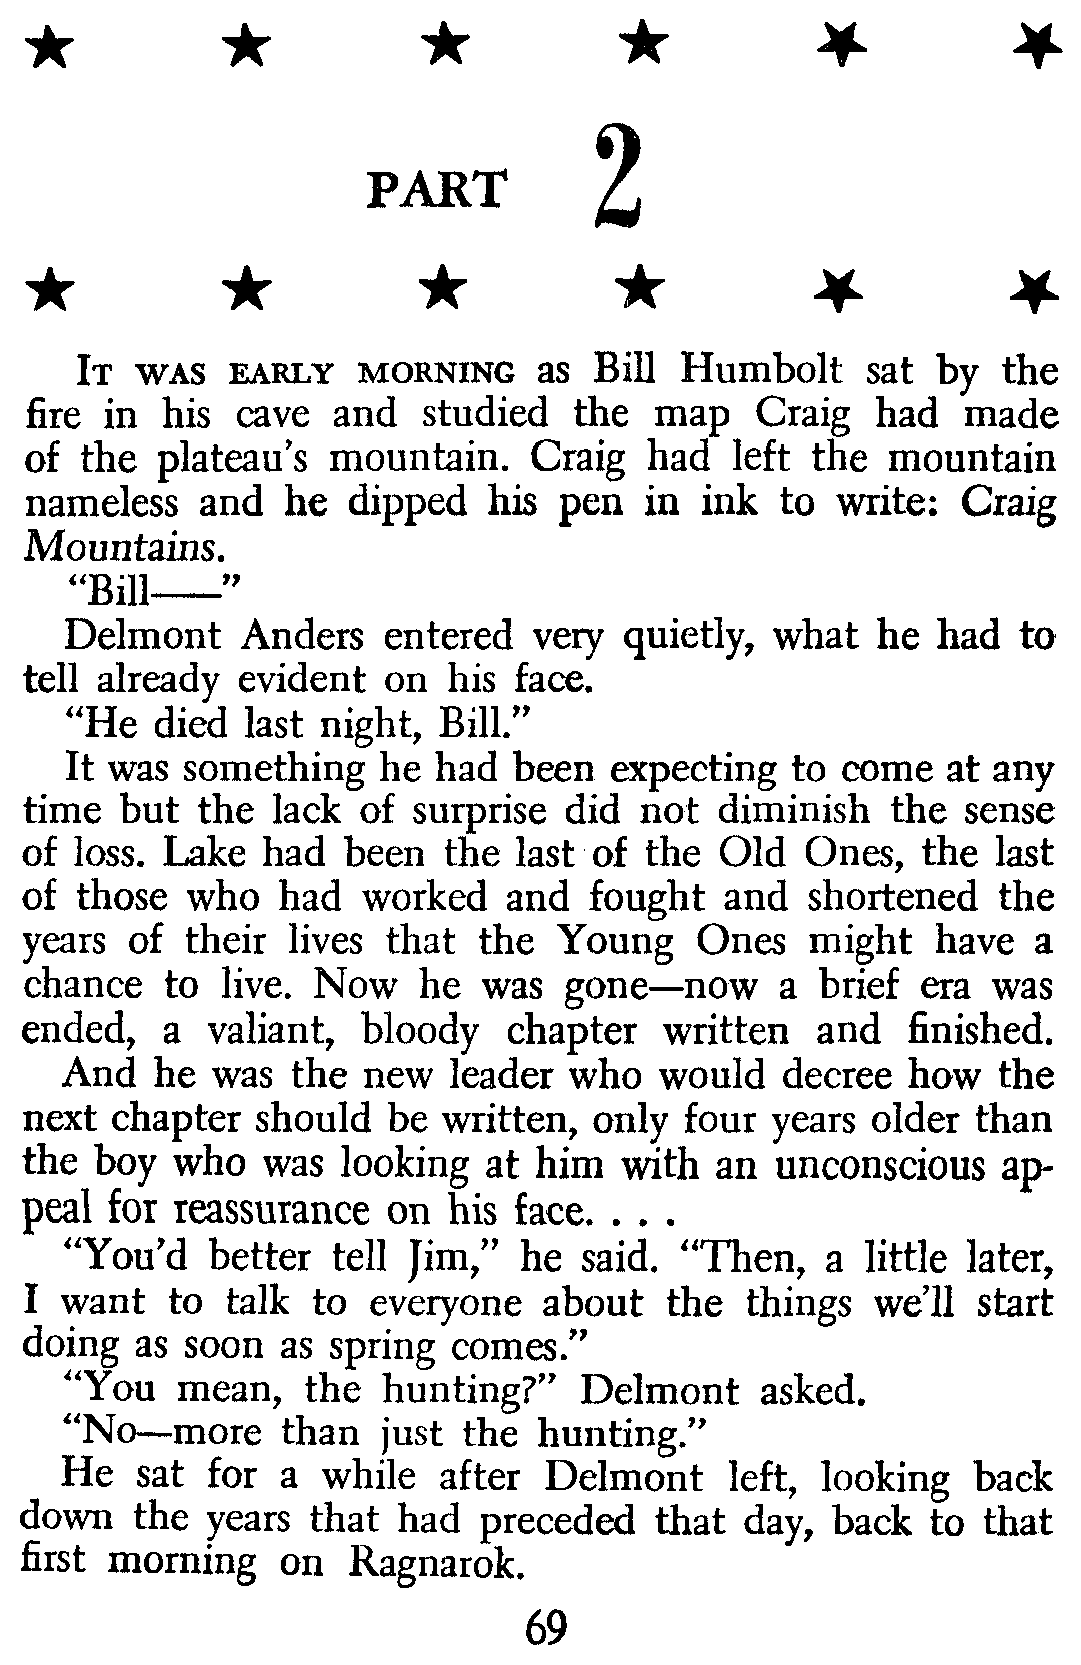 PART 2
IT WAS EARLY MORNING as Bill Humbolt sat by the
fire in his cave and studied the map Craig had made
of the plateau's mountain. Craig had left the mountain
nameless and he dipped his pen in ink to write: Craig
Mountains.
“Bill——”
Delmont Anders entered very quietly, what he had to
tell already evident on his face.
“He died last night, Bill.”
It was something he had been expecting to come at any
time but the lack of surprise did not diminish the sense
of loss. Lake had been the last of the Old Ones, the last
of those who had worked and fought and shortened the
years of their lives that the Young Ones might have a
chance to live. Now he was gone—now a brief era was
ended, a valiant, bloody chapter written and finished.
And he was the new leader who would decree how the
next chapter should be written, only four years older than
the boy who was looking at him with an unconscious ap-
peal for reassurance on his face. . . .
“You'd better tell Jim,” he said. “Then, a little later,
I want to talk to everyone about the things we'll start
doing as soon as spring comes.”
“You mean, the hunting?” Delmont asked.
“No—more than just the hunting.”
He sat for a while after Delmont left, looking back
down the years that had preceded that day, back to that
first morning on Ragnarok.
69